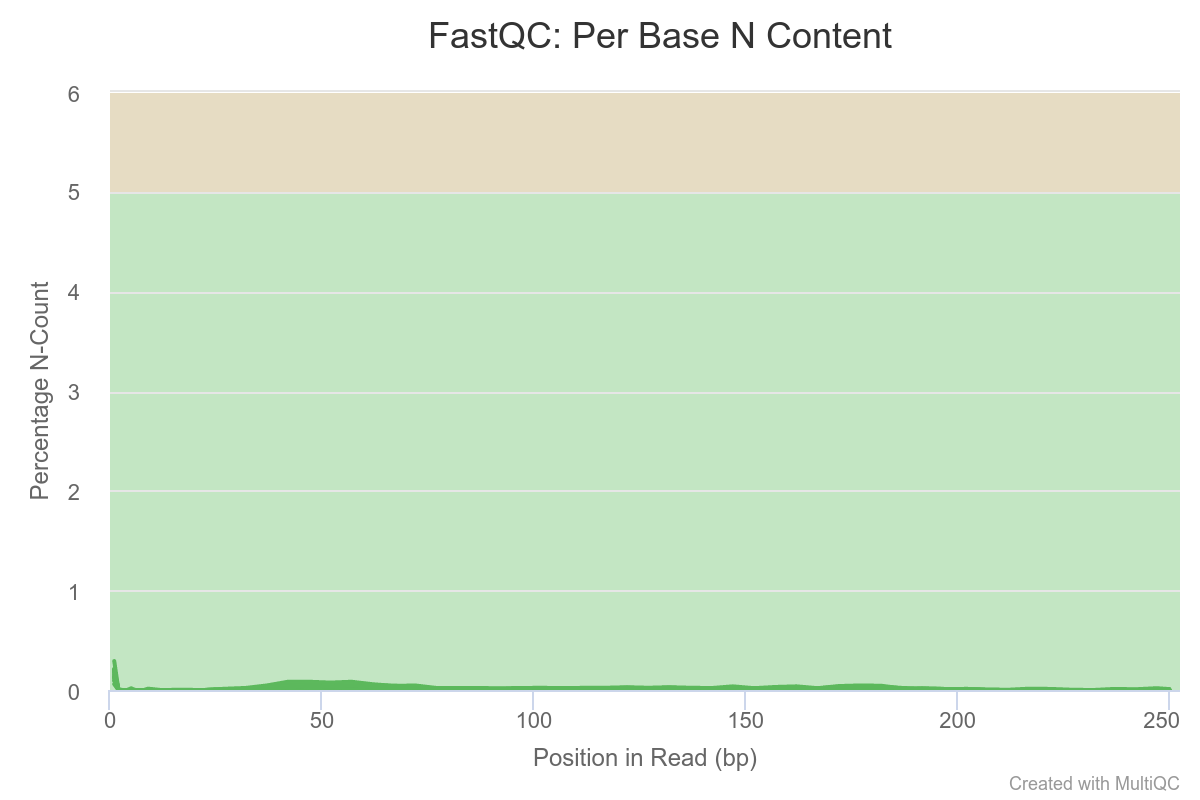 FastQC: Per Base N Content
6
5
4
3
2
1
0
Percentage N-Count
0 50 100 150 200 250
Position in Read (bp)
Created with MultiQC